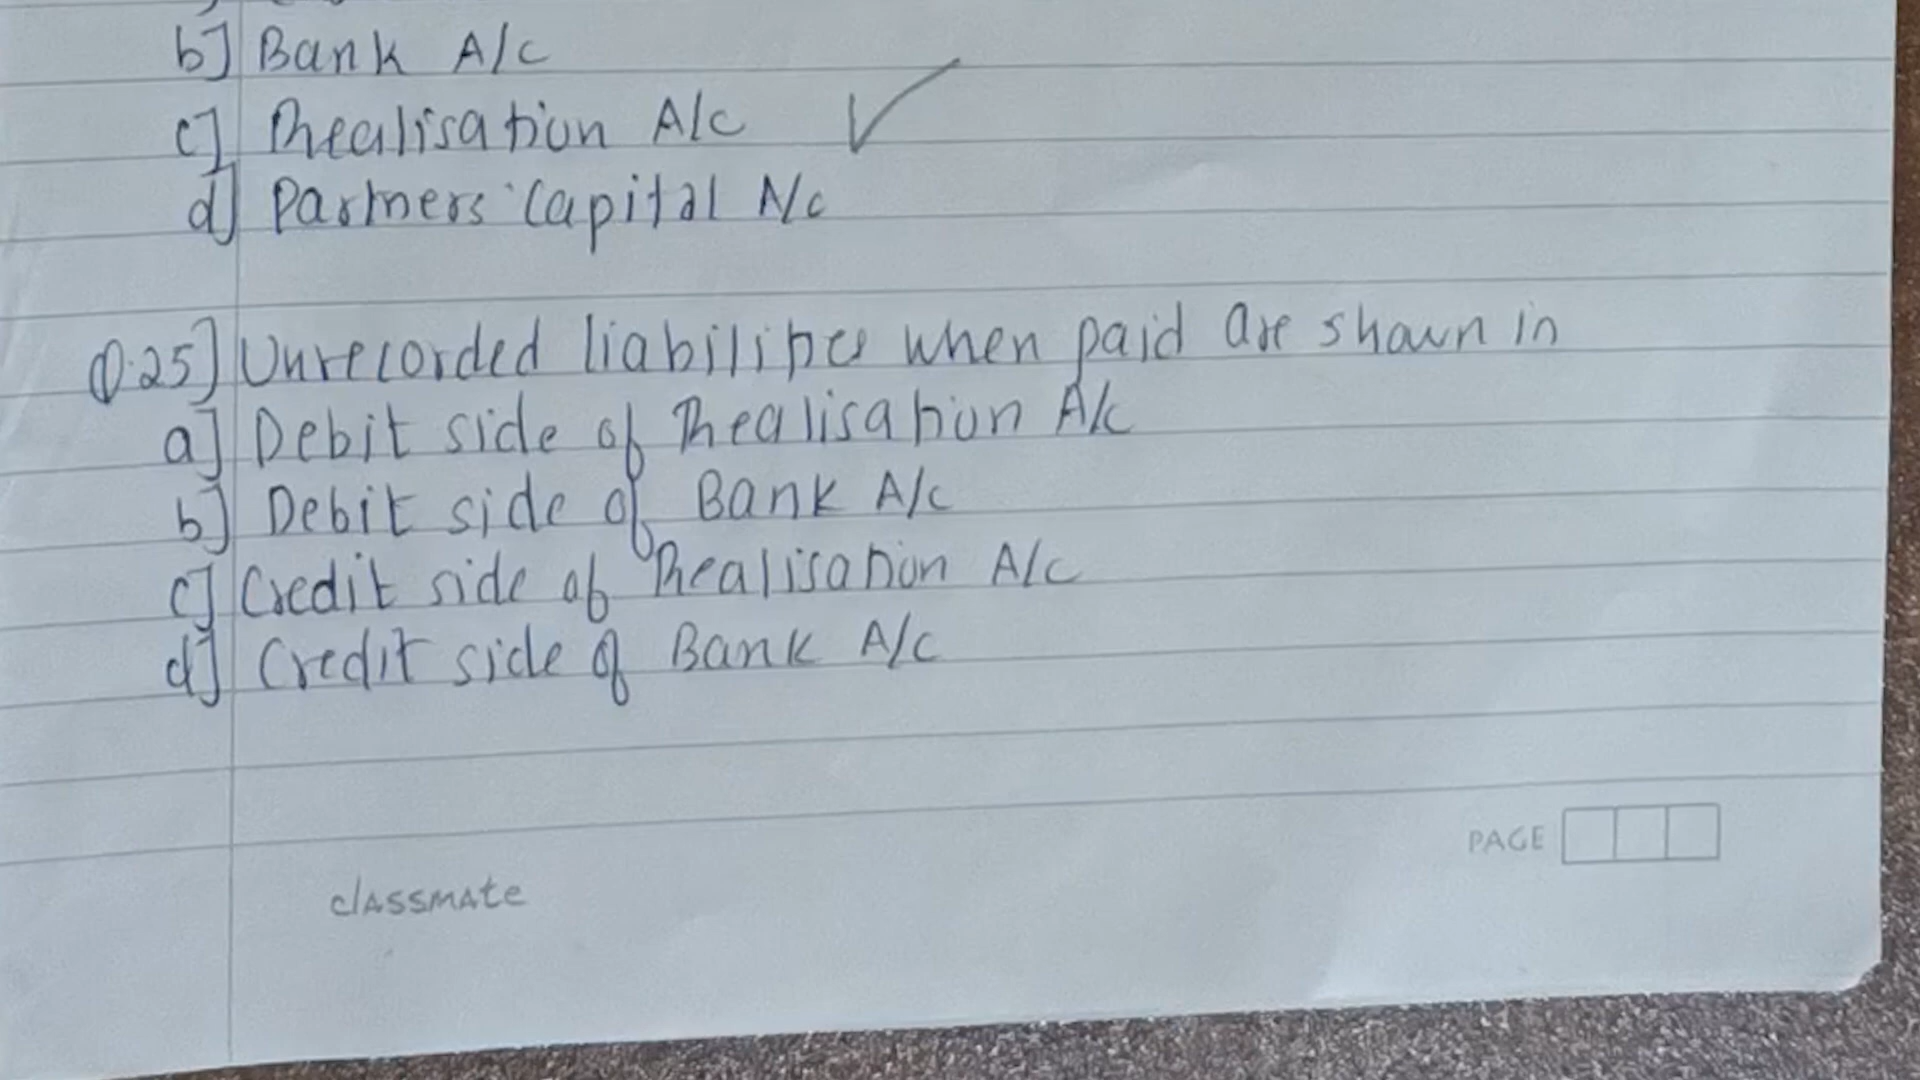 b] Bank A/c
c] Realisation A/c ✓
d] Partners' Capital A/c
Q.25] Unrecorded liabilities when paid are shown in
a] Debit side of Realisation A/c
b] Debit side of Bank A/c
c] Credit side of Realisation A/c
d] Credit side of Bank A/c
PAGE
classmate